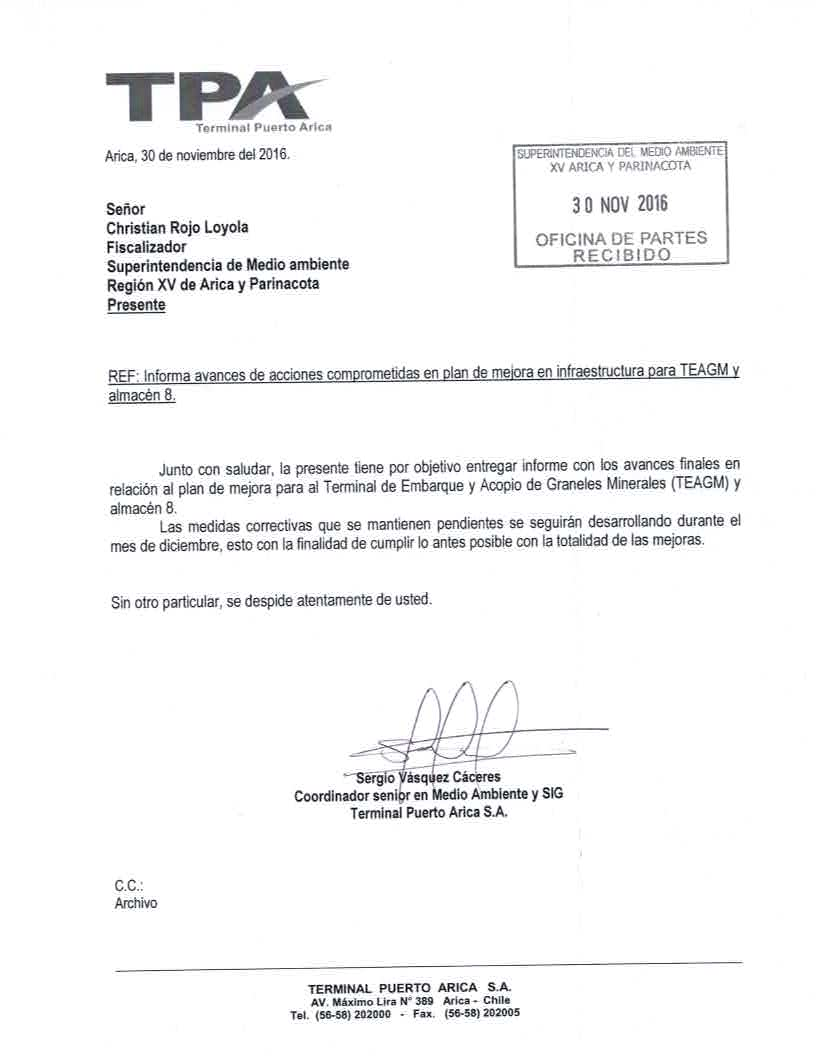 TPA
Terminal Puerto Arica
Arica, 30 de noviembre del 2016.
SUPERINTENDENCIA DEL MEDIO AMBIENTE
XV ARICA Y PARINACOTA
30 NOV 2016
OFICINA DE PARTES
RECIBIDO
Señor
Christian Rojo Loyola
Fiscalizador
Superintendencia de Medio ambiente
Región XV de Arica y Parinacota
Presente
REF: Informa avances de acciones comprometidas en plan de mejora en infraestructura para TEAGM y
almacén 8.
Junto con saludar, la presente tiene por objetivo entregar informe con los avances finales en
relación al plan de mejora para al Terminal de Embarque y Acopio de Graneles Minerales (TEAGM) y
almacén 8.
Las medidas correctivas que se mantienen pendientes se seguirán desarrollando durante el
mes de diciembre, esto con la finalidad de cumplir lo antes posible con la totalidad de las mejoras.
Sin otro particular, se despide atentamente de usted.
Sergio Vásquez Cáceres
Coordinador senior en Medio Ambiente y SIG
Terminal Puerto Arica S.A.
C.C.:
Archivo
TERMINAL PUERTO ARICA S.A.
AV. Máximo Lira N° 389 Arica - Chile
Tel. (56-58) 202000 - Fax. (56-58) 202005